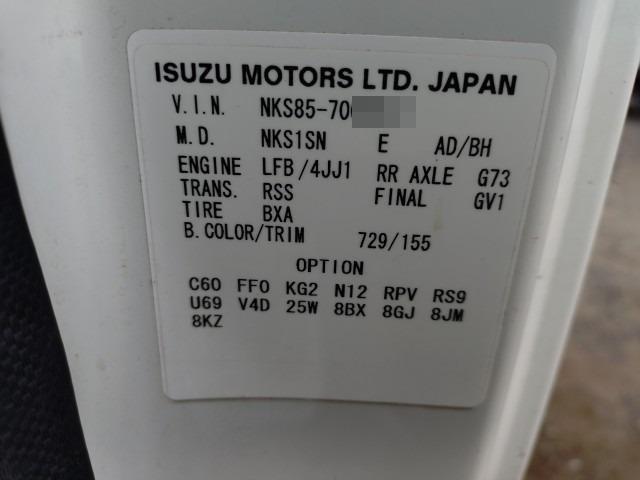 ISUZU MOTORS LTD. JAPAN
V.I.N. NKS85-70
M.D. NKS1SN E AD/BH
ENGINE LFB/4JJ1 RR AXLE G73
TRANS. RSS FINAL GV1
TIRE BXA
B.COLOR/TRIM 729/155
OPTION
C60 FF0 KG2 N12 RPV RS9
U69 V4D 25W 8BX 8GJ 8JM
8KZ